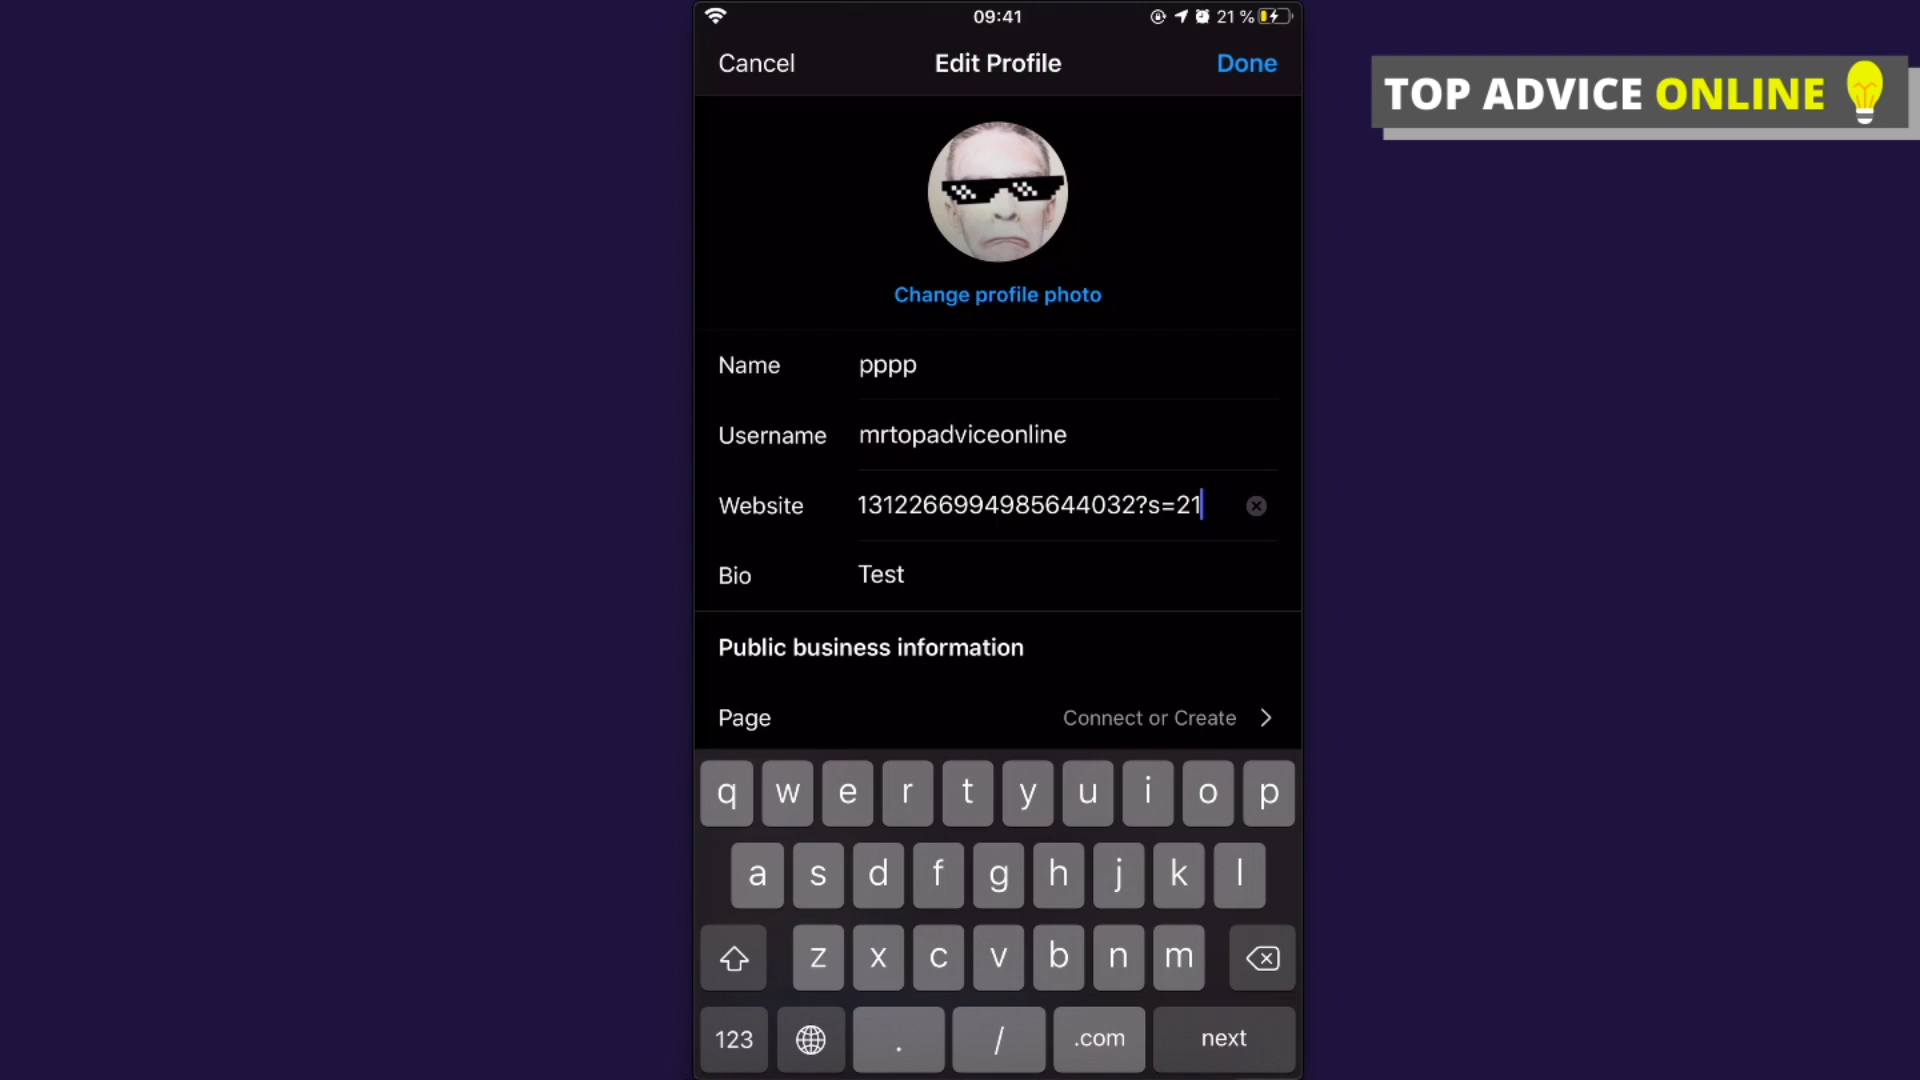 09:41
21 %
Cancel
Edit Profile
Done
TOP ADVICE ONLINE
Change profile photo
Name
pppp
Username
mrtopadviceonline
Website
1312266994985644032?s=21
Bio
Test
Public business information
Page
Connect or Create
q w e r t y u i o p
a s d f g h j k l
z x c v b n m
123 . / .com next